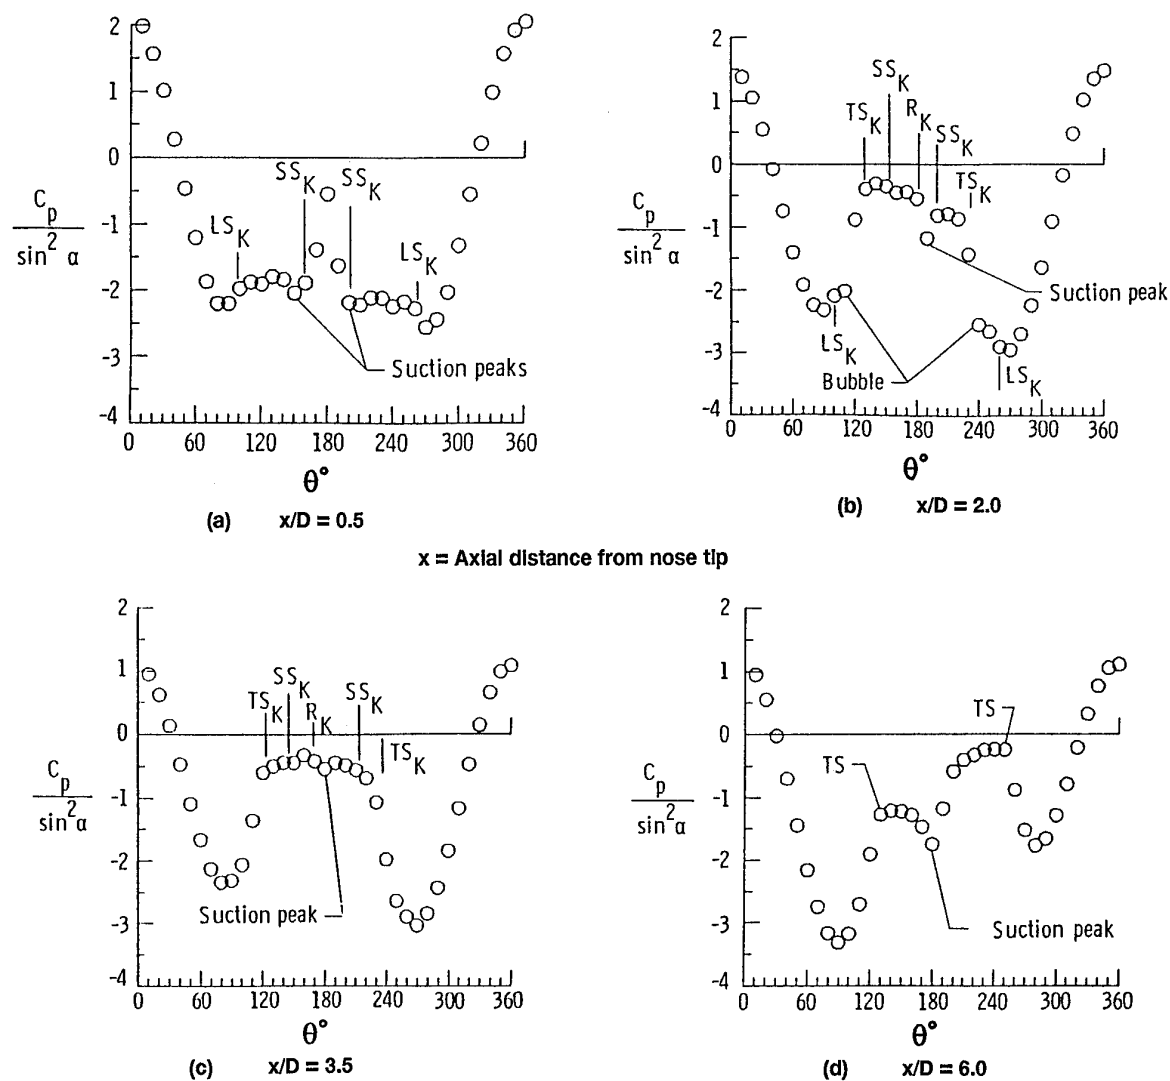 2
1
0
-1
-2
-3
-4
C_p
sin² α
SS_K
SS_K
LS_K
LS_K
Suction peaks
0 60 120 180 240 300 360
θ°
(a) x/D = 0.5
2
1
0
-1
-2
-3
-4
C_p
sin² α
SS_K
TS_K
R_K
SS_K
TS_K
Suction peak
LS_K
LS_K
Bubble
0 60 120 180 240 300 360
θ°
(b) x/D = 2.0
x = Axial distance from nose tip
2
1
0
-1
-2
-3
-4
C_p
sin² α
SS_K
TS_K
R_K
SS_K
TS_K
Suction peak
0 60 120 180 240 300 360
θ°
(c) x/D = 3.5
2
1
0
-1
-2
-3
-4
C_p
sin² α
TS
TS
Suction peak
0 60 120 180 240 300 360
θ°
(d) x/D = 6.0